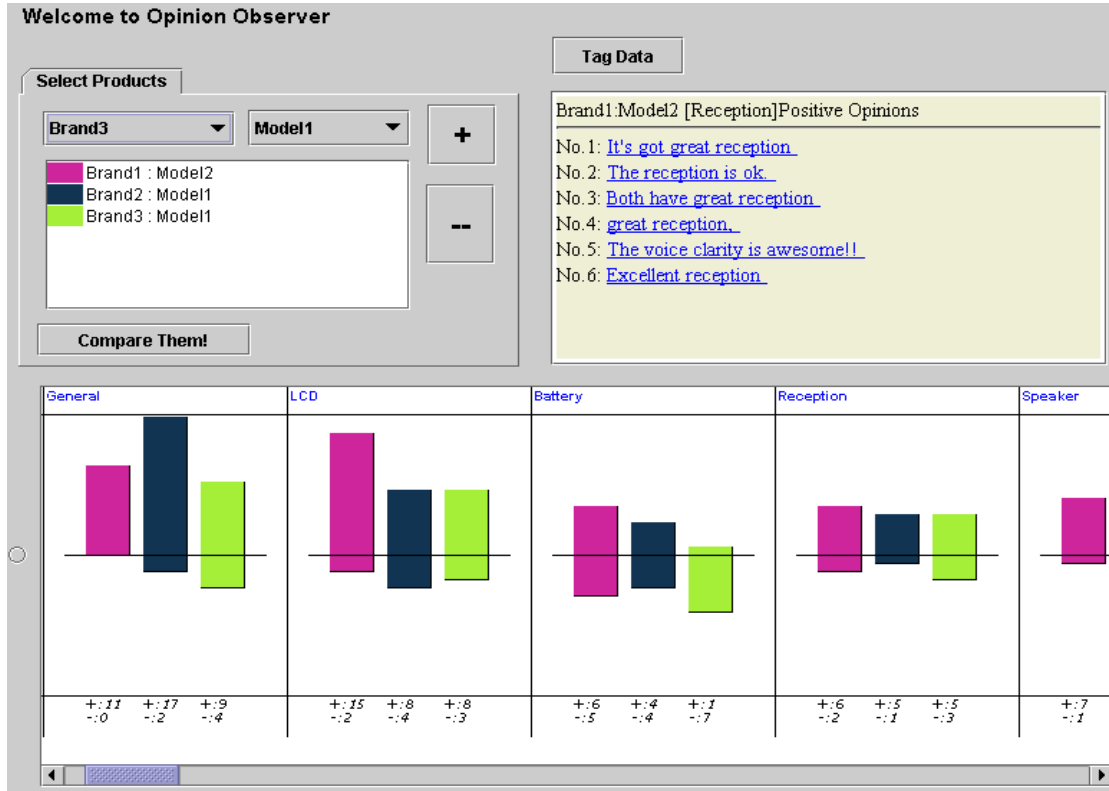 Welcome to Opinion Observer
Select Products
Brand3 Model1 +
Brand1 : Model2
Brand2 : Model1
Brand3 : Model1
--
Compare Them!
Tag Data
Brand1:Model2 [Reception]Positive Opinions
No.1: It's got great reception
No.2: The reception is ok.
No.3: Both have great reception
No.4: great reception,
No.5: The voice clarity is awesome!!
No.6: Excellent reception
General LCD Battery Reception Speaker
+:11 +:17 +:9 +:15 +:8 +:8 +:6 +:4 +:1 +:6 +:5 +:5 +:7
-:0 -:2 -:4 -:2 -:4 -:3 -:5 -:4 -:7 -:2 -:1 -:3 -:1